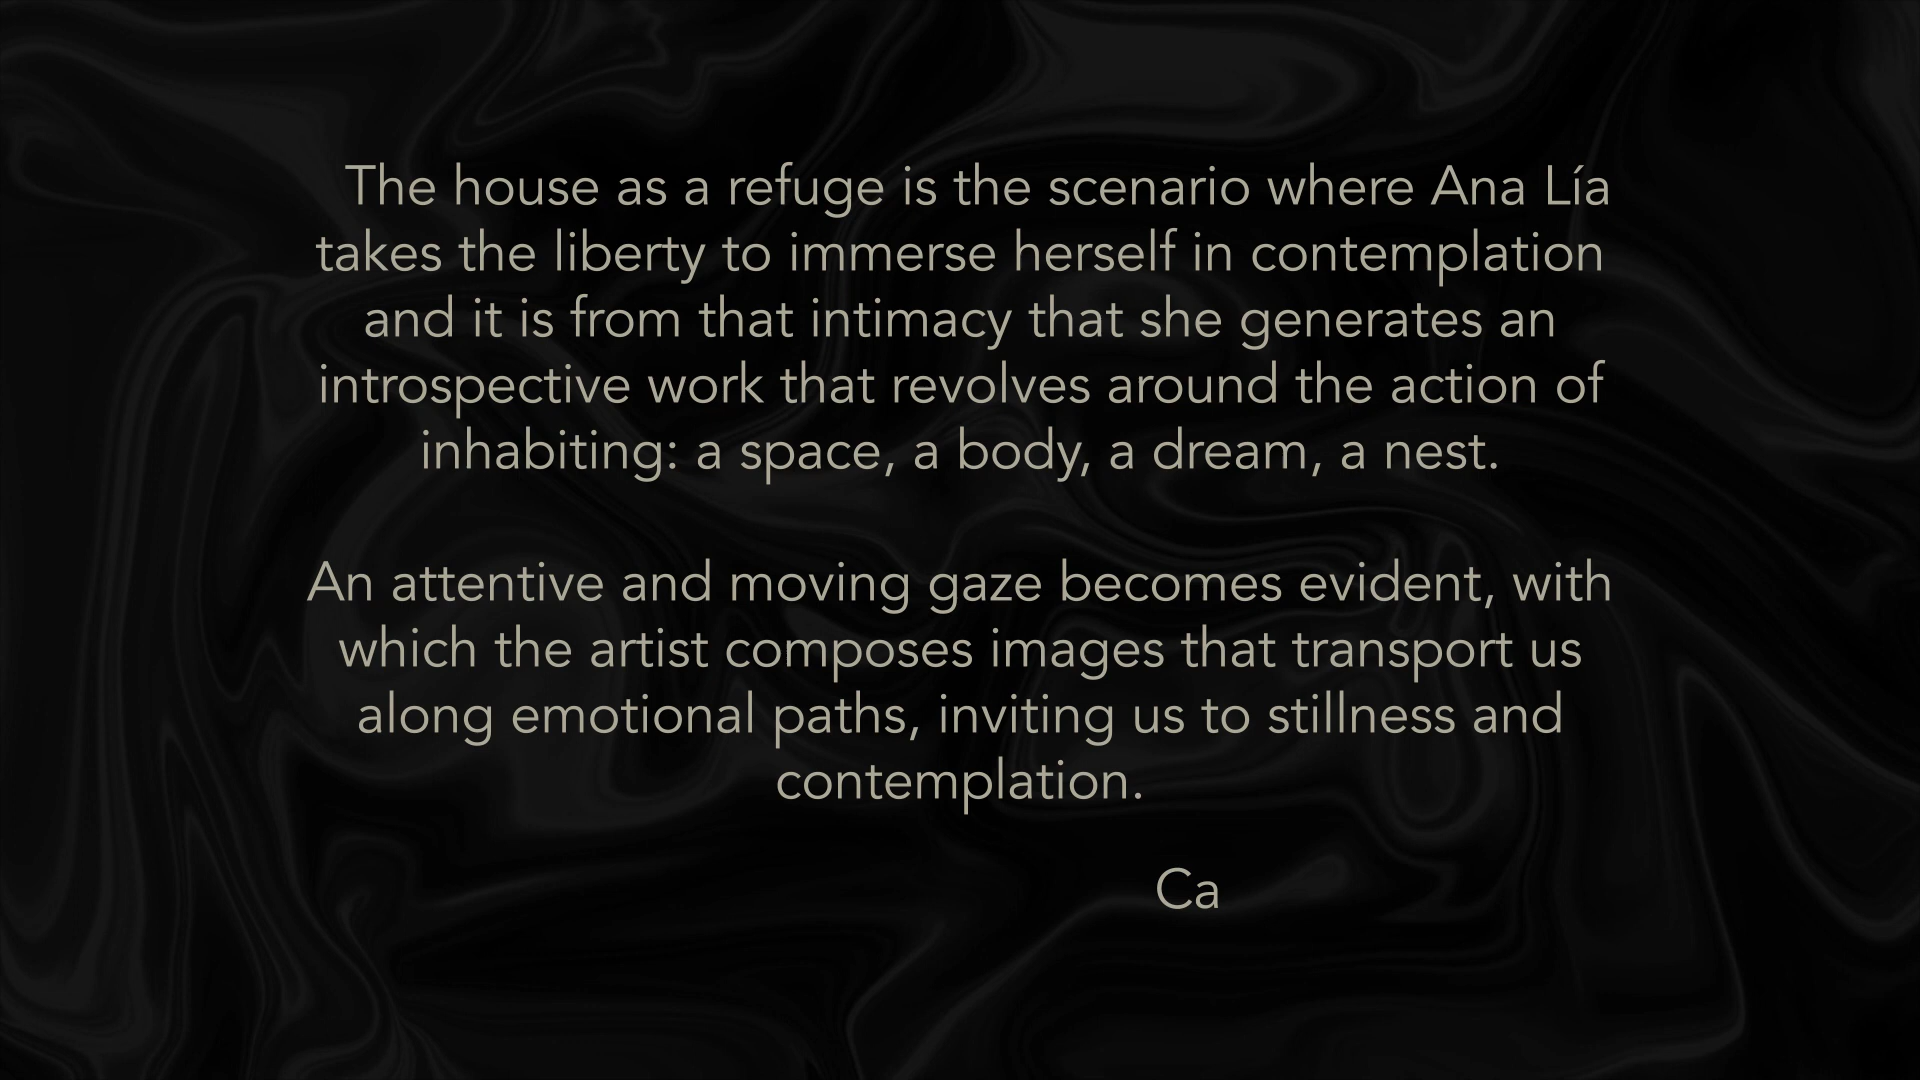 The house as a refuge is the scenario where Ana Lía
takes the liberty to immerse herself in contemplation
and it is from that intimacy that she generates an
introspective work that revolves around the action of
inhabiting: a space, a body, a dream, a nest.
An attentive and moving gaze becomes evident, with
which the artist composes images that transport us
along emotional paths, inviting us to stillness and
contemplation.
Ca